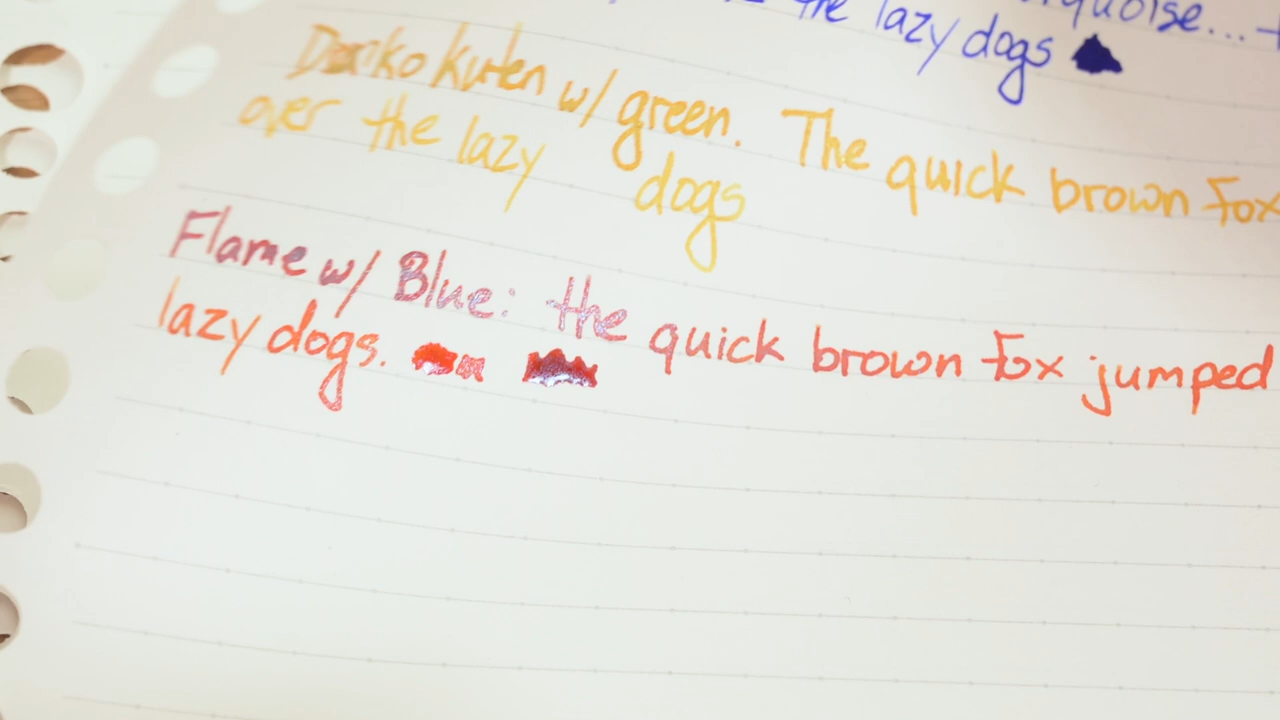 the lazy dogs
Doriko kuten w/ green. The quick brown fox
over the lazy dogs
Flame w/ Blue: the quick brown fox jumped
lazy dogs.